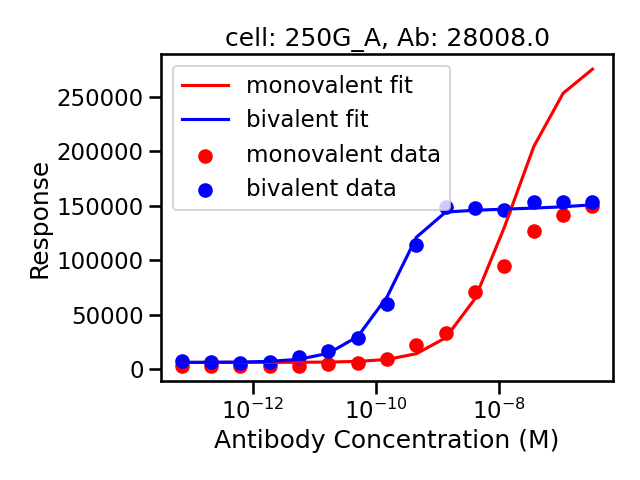 cell: 250G_A, Ab: 28008.0
monovalent fit
bivalent fit
monovalent data
bivalent data
Response
250000
200000
150000
100000
50000
0
10⁻¹² 10⁻¹⁰ 10⁻⁸
Antibody Concentration (M)